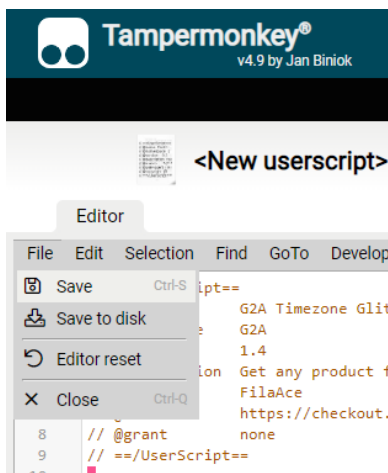 Tampermonkey®
v4.9 by Jan Biniok
<New userscript>
Editor
File Edit Selection Find GoTo Develop
Save Ctrl-S ipt==
G2A Timezone Glit
Save to disk e G2A
1.4
Editor reset ion Get any product f
FilaAce
Close Ctrl-Q https://checkout.
8 // @grant none
9 // ==/UserScript==